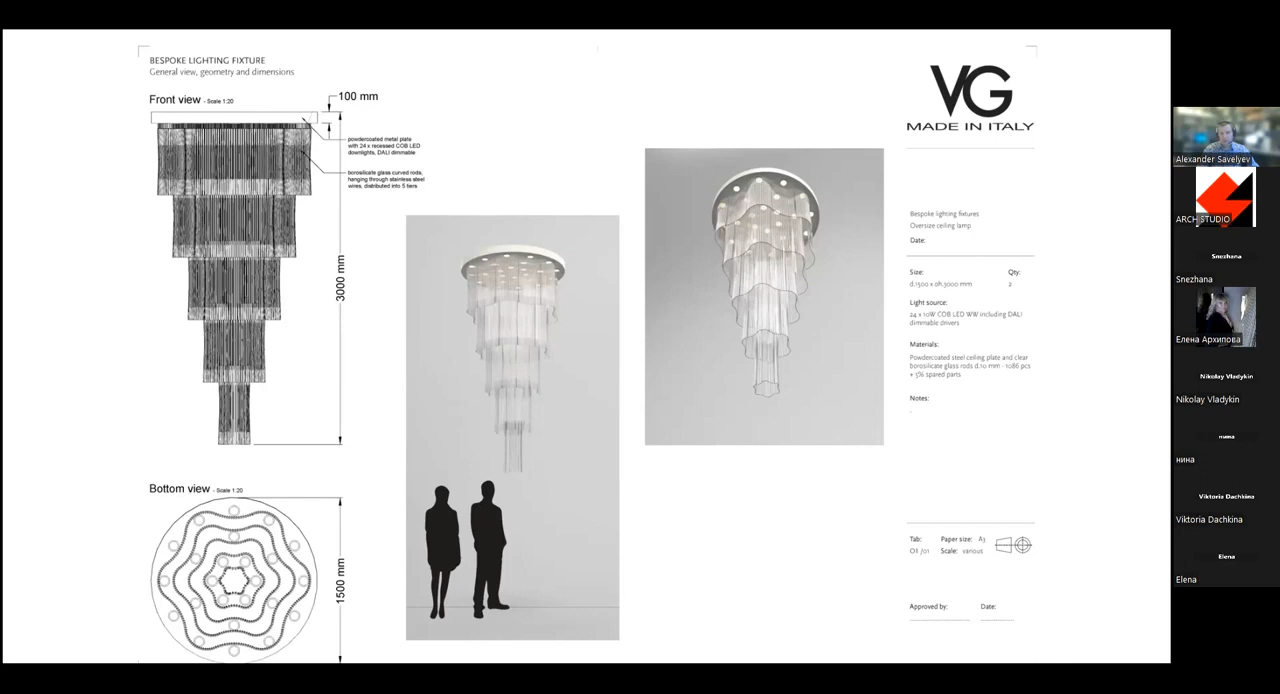 BESPOKE LIGHTING FIXTURE
General view, geometry and dimensions
Front view - Scale 1:20
100 mm
powdercoated metal plate
with 24 x recessed COB LED
downlights, DALI dimmable
borosilicate glass curved rods,
hanging through stainless steel
wires, distributed into 5 tiers
3000 mm
Bottom view - Scale 1:20
1500 mm
VG
MADE IN ITALY
Bespoke lighting fixtures
Oversize ceiling lamp
Date:
Size: Qty:
d.1500 x oh.3000 mm 2
Light source:
24 x 10W COB LED WW including DALI
dimmable drivers
Materials:
Powdercoated steel ceiling plate and clear
borosilicate glass rods d.10 mm - 1086 pcs
+ 5% spared parts
Notes:
.
Tab: Paper size: A3
01 /01 Scale: various
Approved by: Date:
Alexander Savelyev
ARCH STUDIO
Snezhana
Snezhana
Елена Архипова
Nikolay Vladykin
Nikolay Vladykin
нина
нина
Viktoria Dachkina
Viktoria Dachkina
Elena
Elena